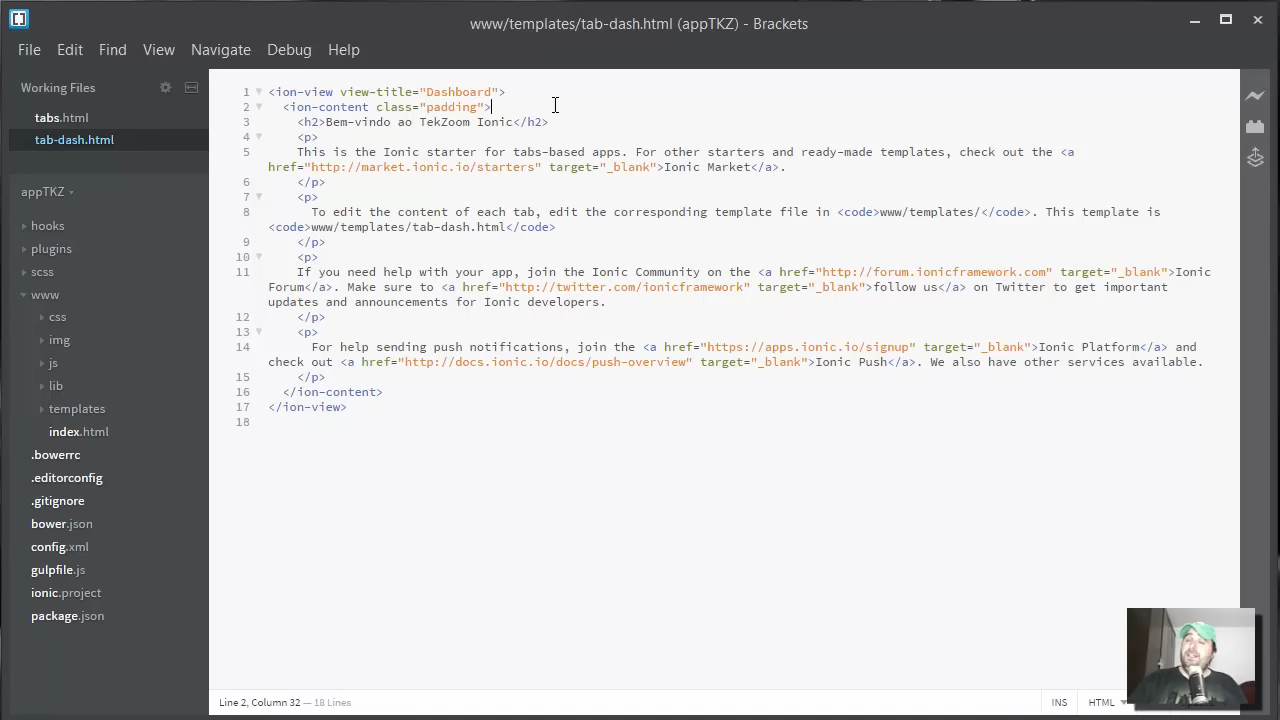 www/templates/tab-dash.html (appTKZ) - Brackets
File Edit Find View Navigate Debug Help
Working Files
tabs.html
tab-dash.html
appTKZ
hooks
plugins
scss
www
css
img
js
lib
templates
index.html
.bowerrc
.editorconfig
.gitignore
bower.json
config.xml
gulpfile.js
ionic.project
package.json
1 <ion-view view-title="Dashboard">
2 <ion-content class="padding">
3 <h2>Bem-vindo ao TekZoom Ionic</h2>
4 <p>
5 This is the Ionic starter for tabs-based apps. For other starters and ready-made templates, check out the <a
href="http://market.ionic.io/starters" target="_blank">Ionic Market</a>.
6 </p>
7 <p>
8 To edit the content of each tab, edit the corresponding template file in <code>www/templates/</code>. This template is
<code>www/templates/tab-dash.html</code>
9 </p>
10 <p>
11 If you need help with your app, join the Ionic Community on the <a href="http://forum.ionicframework.com" target="_blank">Ionic
Forum</a>. Make sure to <a href="http://twitter.com/ionicframework" target="_blank">follow us</a> on Twitter to get important
updates and announcements for Ionic developers.
12 </p>
13 <p>
14 For help sending push notifications, join the <a href="https://apps.ionic.io/signup" target="_blank">Ionic Platform</a> and
check out <a href="http://docs.ionic.io/docs/push-overview" target="_blank">Ionic Push</a>. We also have other services available.
15 </p>
16 </ion-content>
17 </ion-view>
18
Line 2, Column 32 — 18 Lines
INS HTML